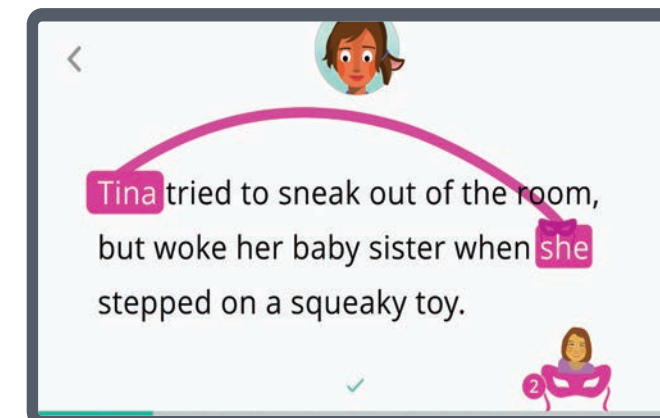 Tina tried to sneak out of the room,
but woke her baby sister when she
stepped on a squeaky toy.
2